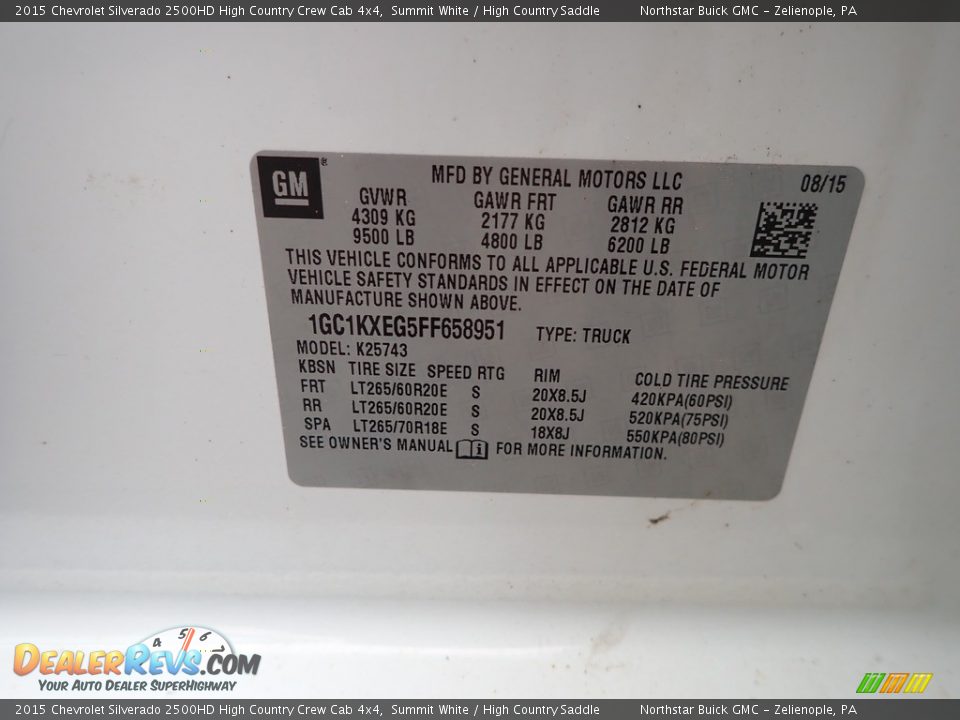 2015 Chevrolet Silverado 2500HD High Country Crew Cab 4x4, Summit White / High Country Saddle Northstar Buick GMC - Zelienople, PA
GM®
MFD BY GENERAL MOTORS LLC 08/15
GVWR GAWR FRT GAWR RR
4309 KG 2177 KG 2812 KG
9500 LB 4800 LB 6200 LB
THIS VEHICLE CONFORMS TO ALL APPLICABLE U.S. FEDERAL MOTOR
VEHICLE SAFETY STANDARDS IN EFFECT ON THE DATE OF
MANUFACTURE SHOWN ABOVE.
1GC1KXEG5FF658951 TYPE: TRUCK
MODEL: K25743
KBSN TIRE SIZE SPEED RTG RIM COLD TIRE PRESSURE
FRT LT265/60R20E S 20X8.5J 420KPA(60PSI)
RR LT265/60R20E S 20X8.5J 520KPA(75PSI)
SPA LT265/70R18E S 18X8J 550KPA(80PSI)
SEE OWNER'S MANUAL i FOR MORE INFORMATION.
4 5 6 7
DEALERREVS.COM
YOUR AUTO DEALER SUPERHIGHWAY
2015 Chevrolet Silverado 2500HD High Country Crew Cab 4x4, Summit White / High Country Saddle Northstar Buick GMC - Zelienople, PA